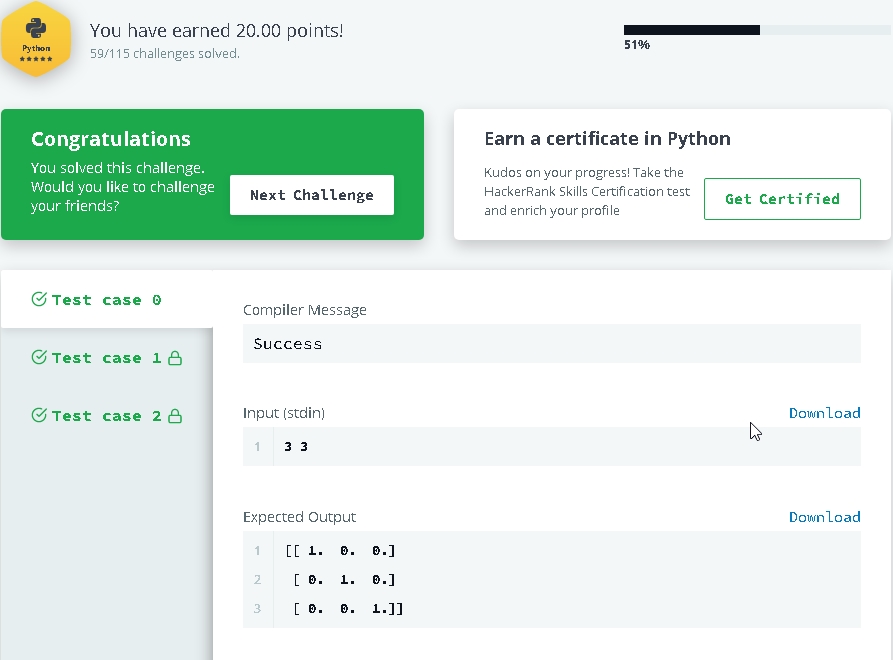 Python
You have earned 20.00 points!
59/115 challenges solved.
51%
Congratulations
You solved this challenge.
Would you like to challenge
your friends?
Next Challenge
Earn a certificate in Python
Kudos on your progress! Take the
HackerRank Skills Certification test
and enrich your profile
Get Certified
Test case 0
Test case 1
Test case 2
Compiler Message
Success
Input (stdin)
Download
1 3 3
Expected Output
Download
1 [[ 1. 0. 0.]
2 [ 0. 1. 0.]
3 [ 0. 0. 1.]]